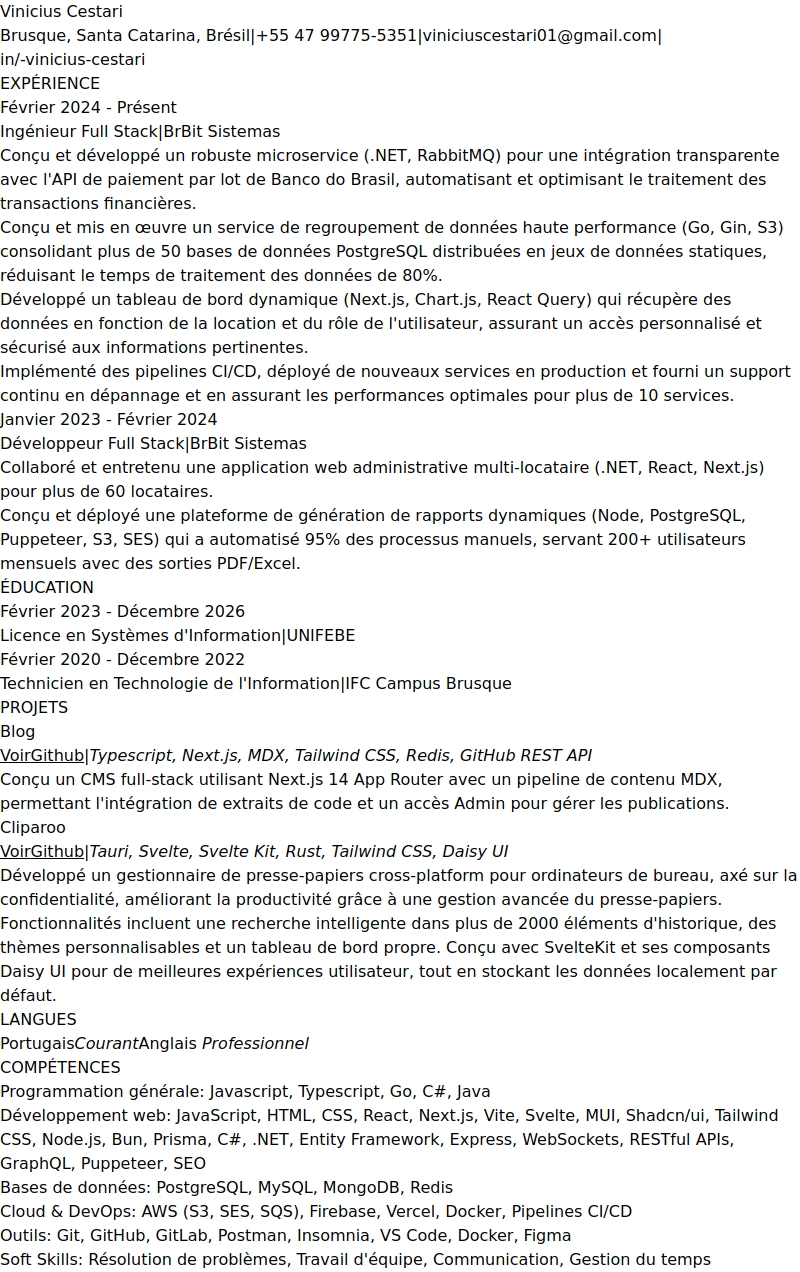 Vinicius Cestari
Brusque, Santa Catarina, Brésil|+55 47 99775-5351|viniciuscestari01@gmail.com|
in/-vinicius-cestari
EXPÉRIENCE
Février 2024 - Présent
Ingénieur Full Stack|BrBit Sistemas
Conçu et développé un robuste microservice (.NET, RabbitMQ) pour une intégration transparente
avec l'API de paiement par lot de Banco do Brasil, automatisant et optimisant le traitement des
transactions financières.
Conçu et mis en œuvre un service de regroupement de données haute performance (Go, Gin, S3)
consolidant plus de 50 bases de données PostgreSQL distribuées en jeux de données statiques,
réduisant le temps de traitement des données de 80%.
Développé un tableau de bord dynamique (Next.js, Chart.js, React Query) qui récupère des
données en fonction de la location et du rôle de l'utilisateur, assurant un accès personnalisé et
sécurisé aux informations pertinentes.
Implémenté des pipelines CI/CD, déployé de nouveaux services en production et fourni un support
continu en dépannage et en assurant les performances optimales pour plus de 10 services.
Janvier 2023 - Février 2024
Développeur Full Stack|BrBit Sistemas
Collaboré et entretenu une application web administrative multi-locataire (.NET, React, Next.js)
pour plus de 60 locataires.
Conçu et déployé une plateforme de génération de rapports dynamiques (Node, PostgreSQL,
Puppeteer, S3, SES) qui a automatisé 95% des processus manuels, servant 200+ utilisateurs
mensuels avec des sorties PDF/Excel.
ÉDUCATION
Février 2023 - Décembre 2026
Licence en Systèmes d'Information|UNIFEBE
Février 2020 - Décembre 2022
Technicien en Technologie de l'Information|IFC Campus Brusque
PROJETS
Blog
VoirGithub|Typescript, Next.js, MDX, Tailwind CSS, Redis, GitHub REST API
Conçu un CMS full-stack utilisant Next.js 14 App Router avec un pipeline de contenu MDX,
permettant l'intégration de extraits de code et un accès Admin pour gérer les publications.
Cliparoo
VoirGithub|Tauri, Svelte, Svelte Kit, Rust, Tailwind CSS, Daisy UI
Développé un gestionnaire de presse-papiers cross-platform pour ordinateurs de bureau, axé sur la
confidentialité, améliorant la productivité grâce à une gestion avancée du presse-papiers.
Fonctionnalités incluent une recherche intelligente dans plus de 2000 éléments d'historique, des
thèmes personnalisables et un tableau de bord propre. Conçu avec SvelteKit et ses composants
Daisy UI pour de meilleures expériences utilisateur, tout en stockant les données localement par
défaut.
LANGUES
PortugaisCourantAnglais Professionnel
COMPÉTENCES
Programmation générale: Javascript, Typescript, Go, C#, Java
Développement web: JavaScript, HTML, CSS, React, Next.js, Vite, Svelte, MUI, Shadcn/ui, Tailwind
CSS, Node.js, Bun, Prisma, C#, .NET, Entity Framework, Express, WebSockets, RESTful APIs,
GraphQL, Puppeteer, SEO
Bases de données: PostgreSQL, MySQL, MongoDB, Redis
Cloud & DevOps: AWS (S3, SES, SQS), Firebase, Vercel, Docker, Pipelines CI/CD
Outils: Git, GitHub, GitLab, Postman, Insomnia, VS Code, Docker, Figma
Soft Skills: Résolution de problèmes, Travail d'équipe, Communication, Gestion du temps